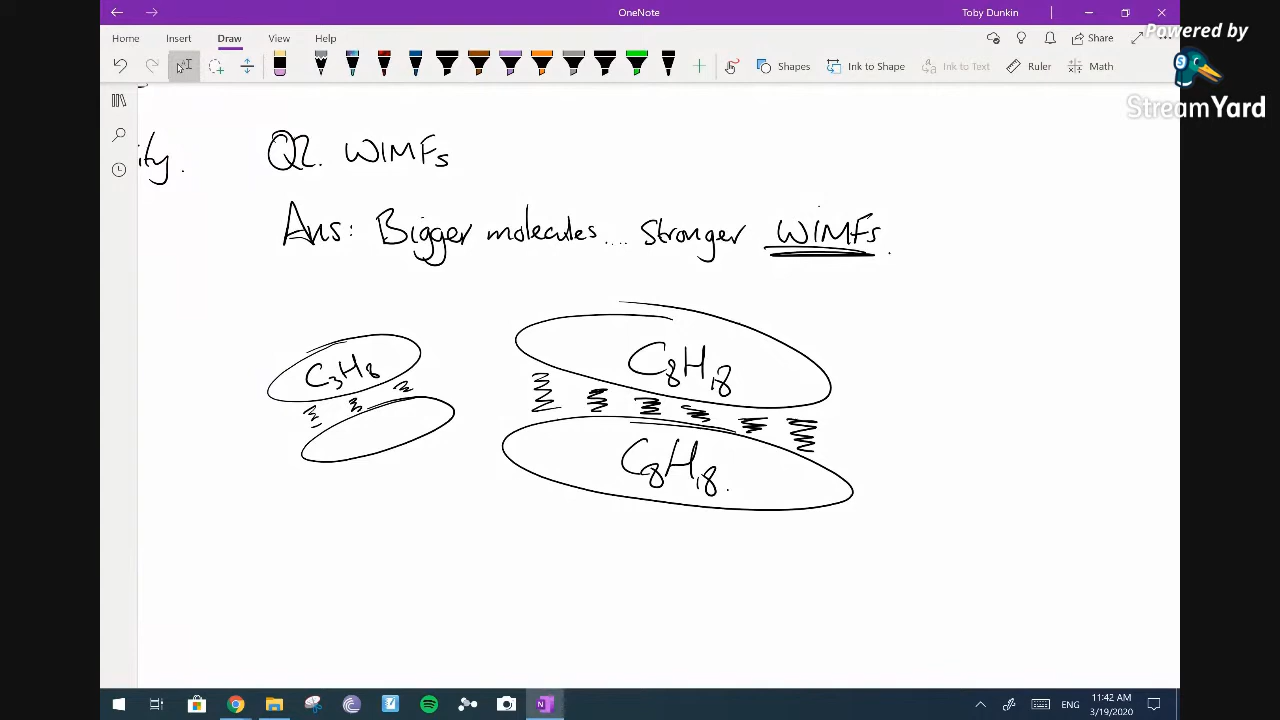 OneNote
Toby Dunkin
Powered by
StreamYard
Home Insert Draw View Help
Share
Shapes Ink to Shape Ink to Text Ruler Math
ity.
Q2. WIMFs
Ans: Bigger molecules.... stronger WIMFs.
C₃H₈
C₈H₁₈
C₈H₁₈.
ENG
11:42 AM
3/19/2020